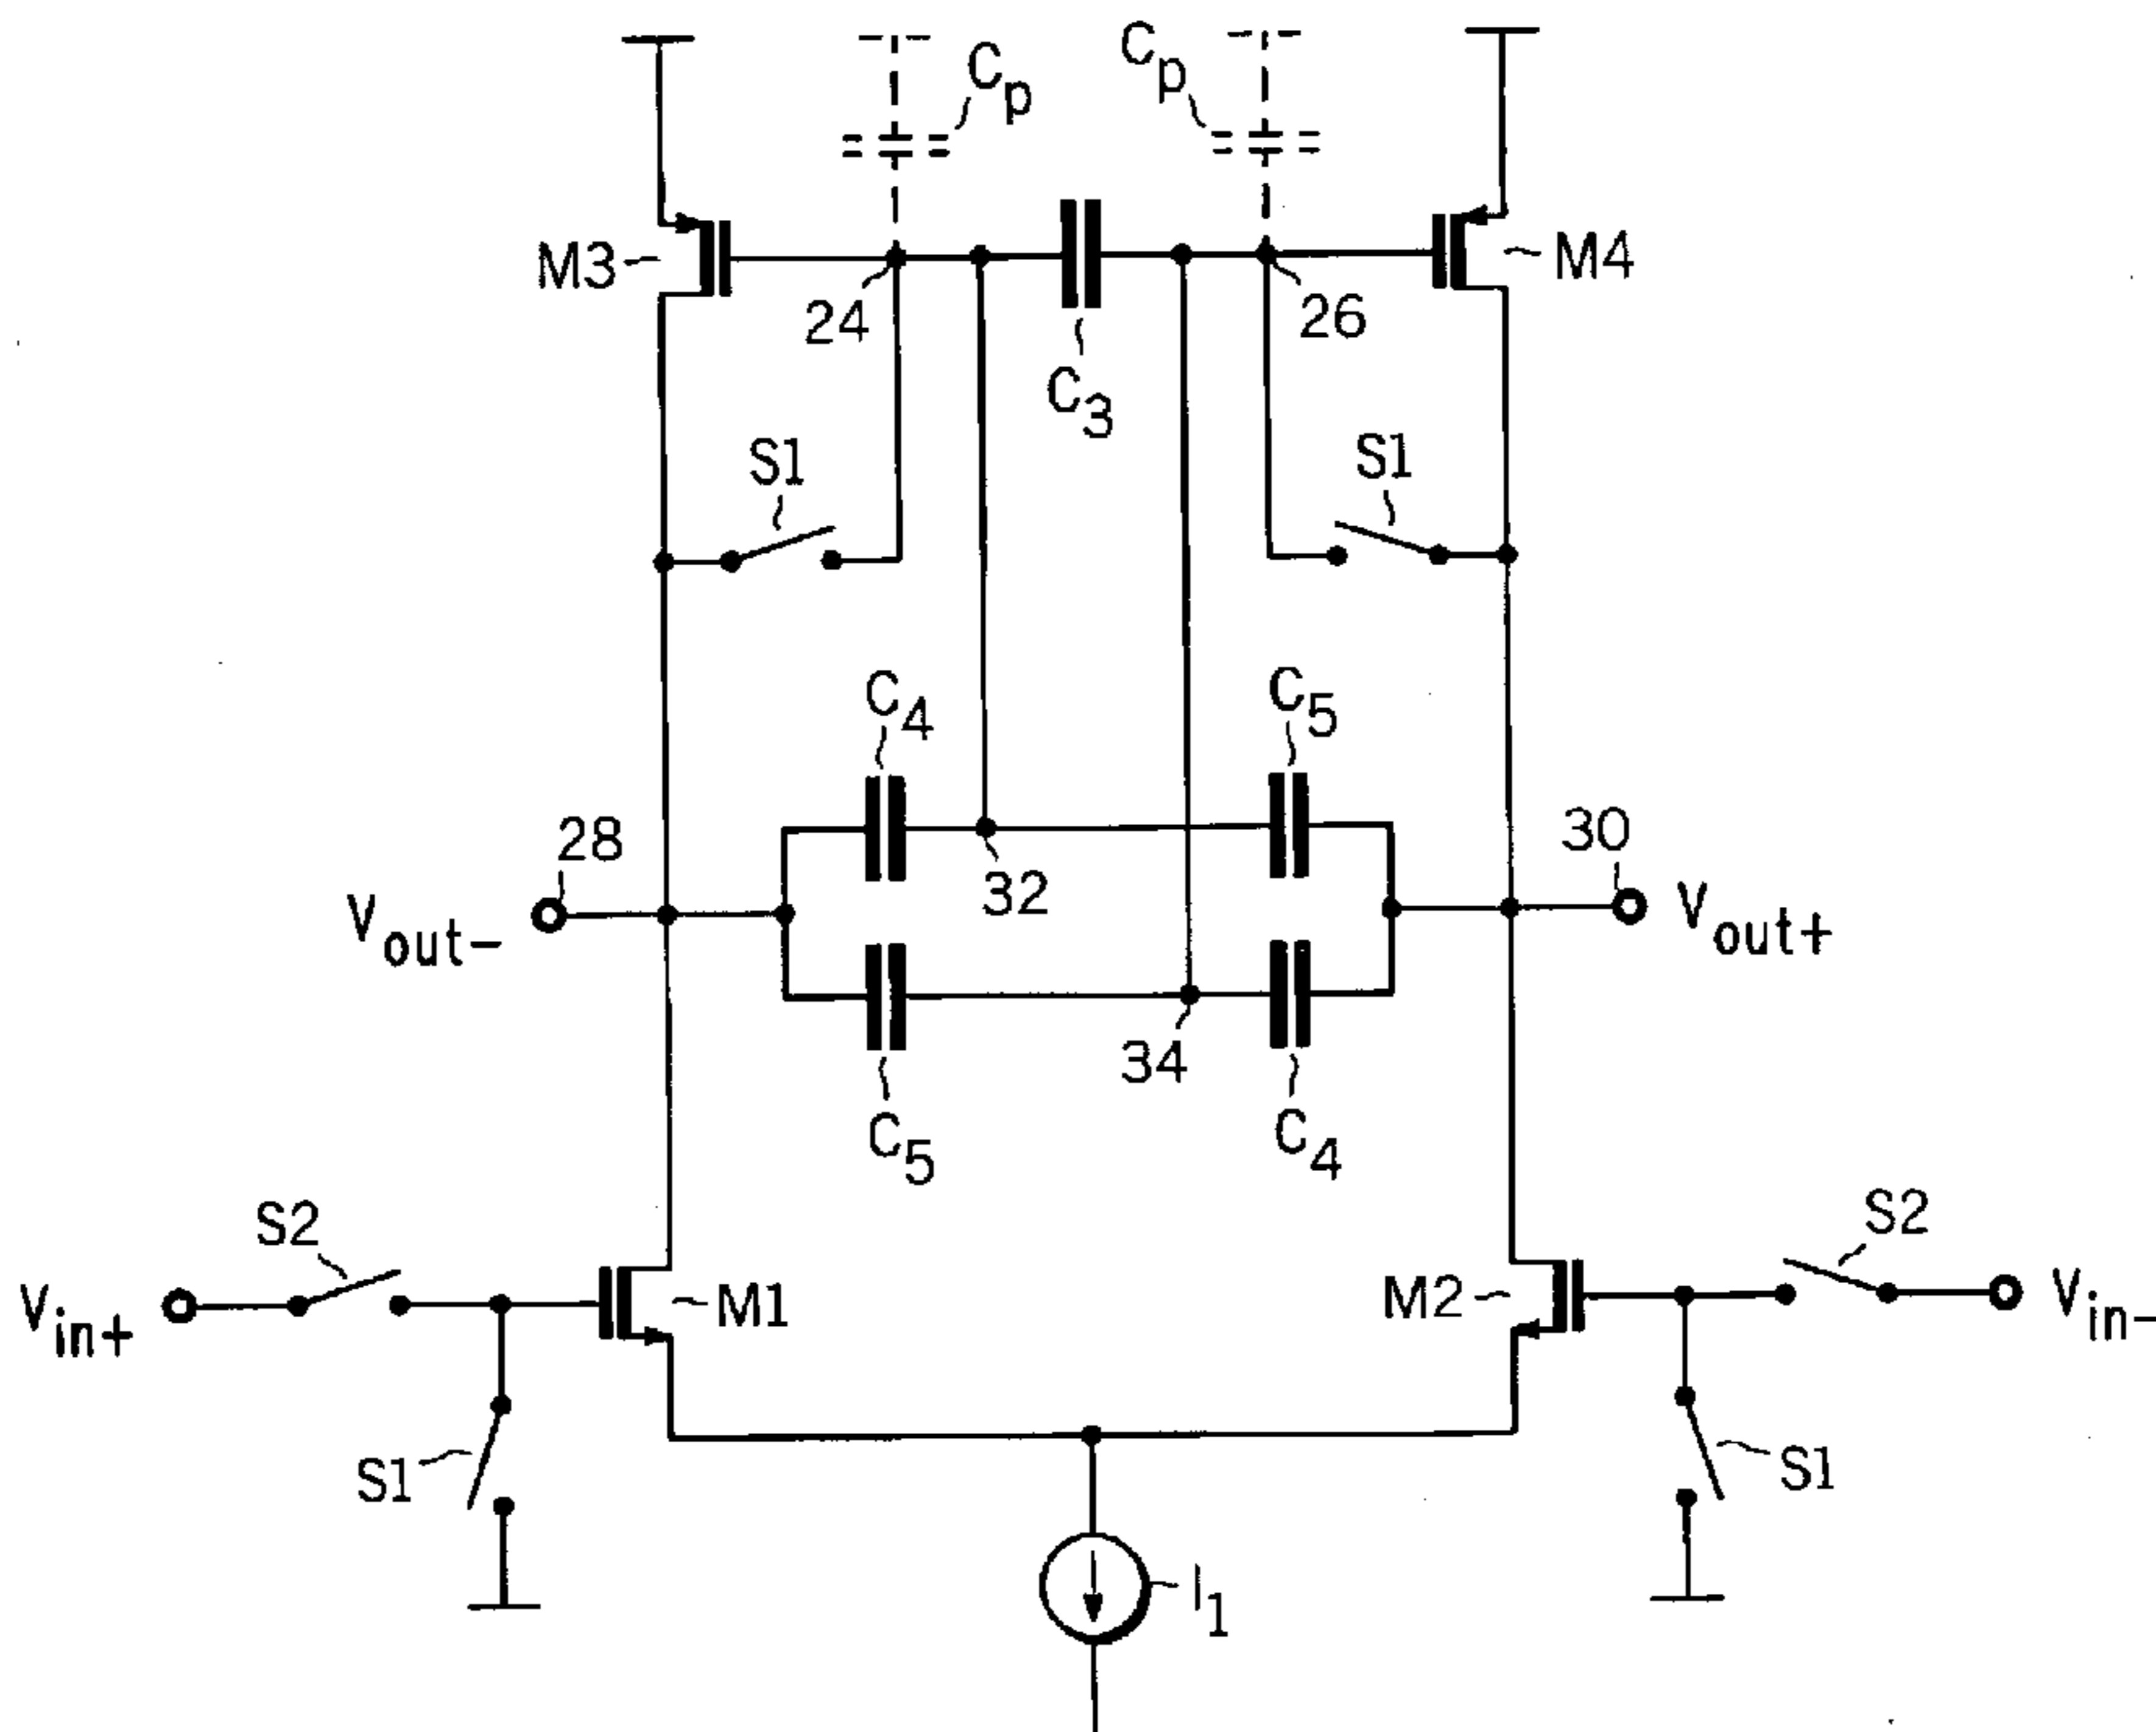 Cp
Cp
M3
M4
24
26
C3
S1
S1
C4
C5
28
30
32
Vout-
Vout+
34
C5
C4
S2
S2
Vin+
M1
M2
Vin-
S1
S1
I1